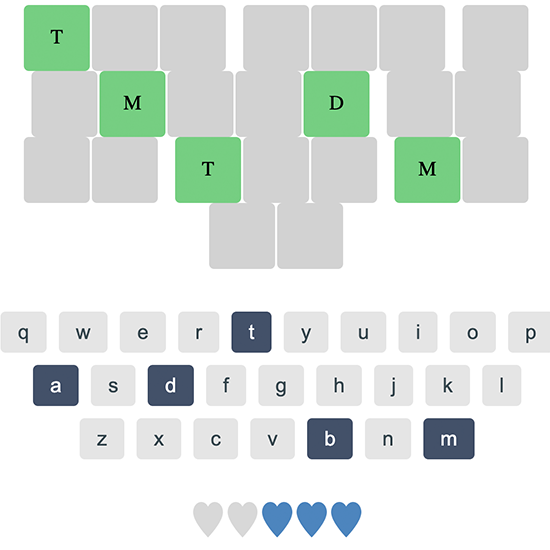 T
M D
T M
q w e r t y u i o p
a s d f g h j k l
z x c v b n m